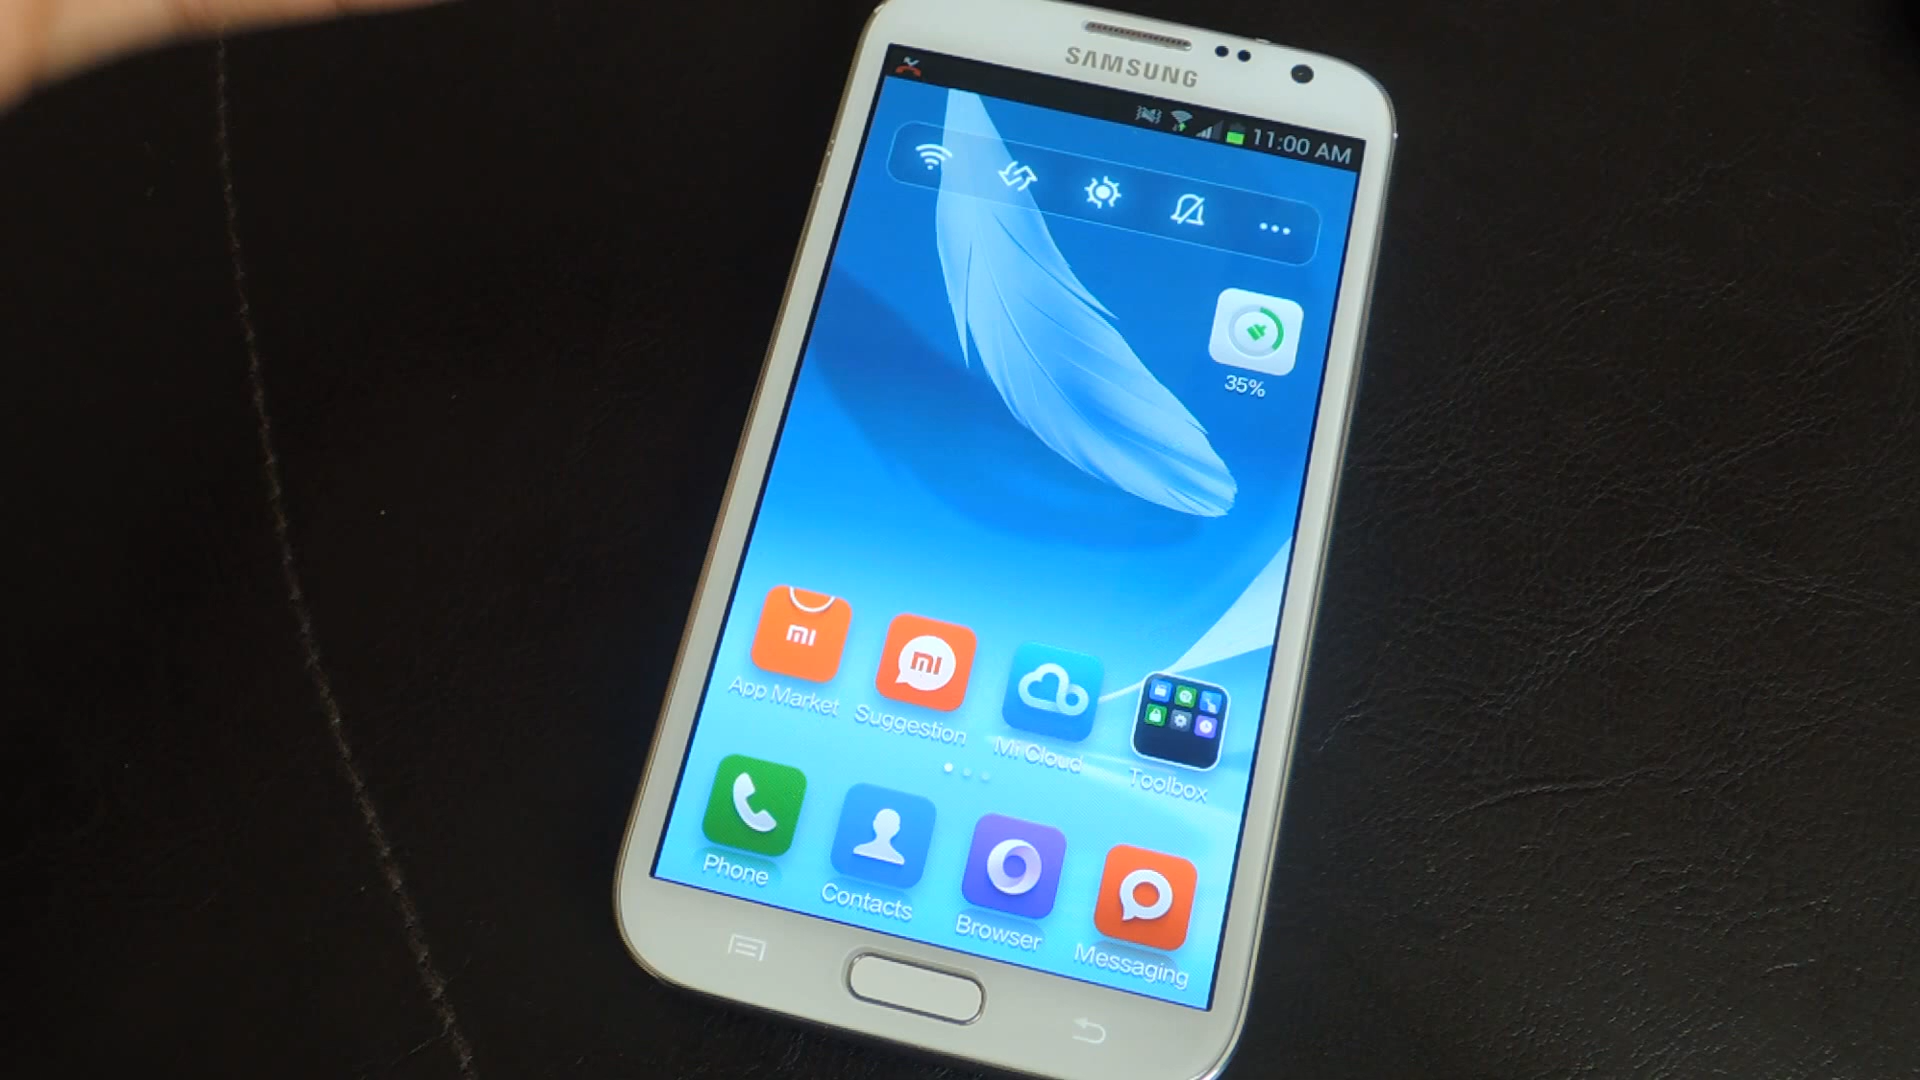 SAMSUNG
11:00 AM
35%
mi
mi
App Market
Suggestion
Mi Cloud
Toolbox
Phone
Contacts
Browser
Messaging